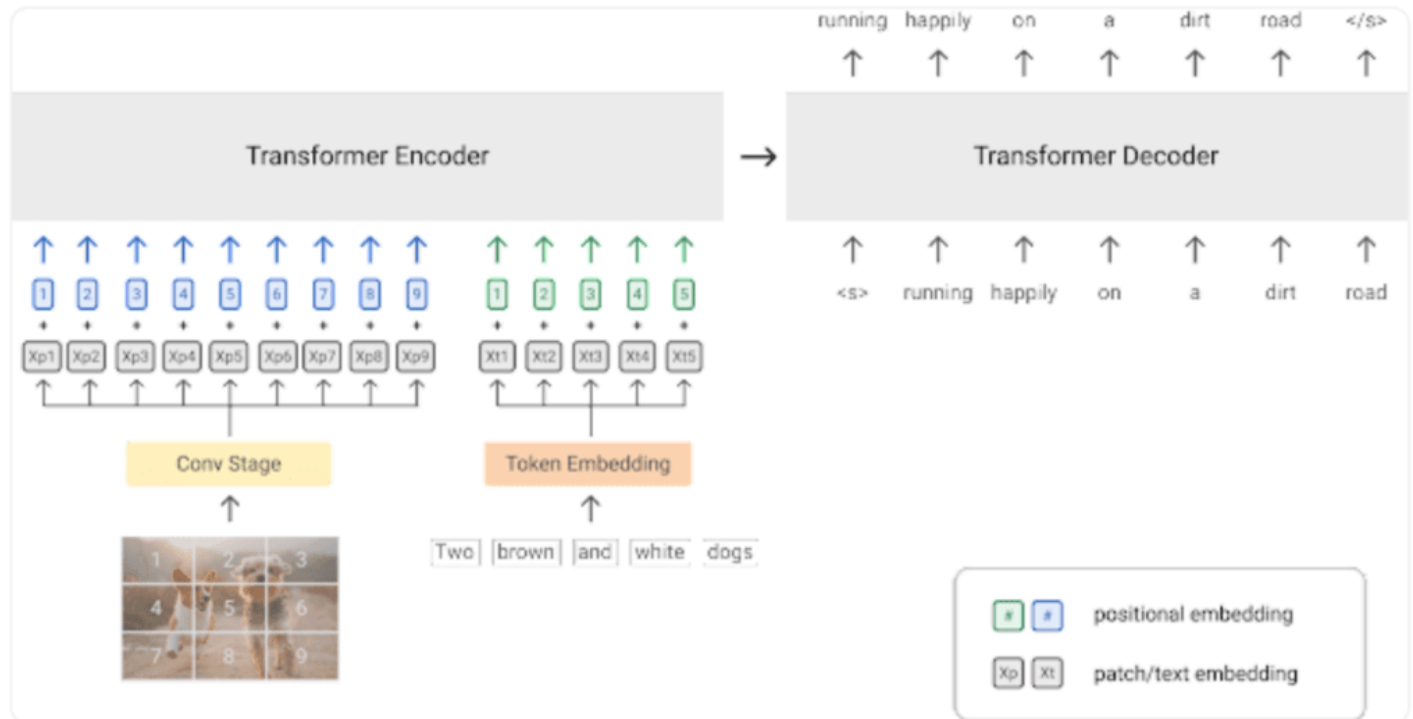 running happily on a dirt road </s>
Transformer Encoder
Transformer Decoder
1 2 3 4 5 6 7 8 9
1 2 3 4 5
<s> running happily on a dirt road
+ + + + + + + + +
+ + + + +
Xp1 Xp2 Xp3 Xp4 Xp5 Xp6 Xp7 Xp8 Xp9
Xt1 Xt2 Xt3 Xt4 Xt5
Conv Stage
Token Embedding
Two brown and white dogs
1 2 3
4 5 6
7 8 9
# # positional embedding
Xp Xt patch/text embedding